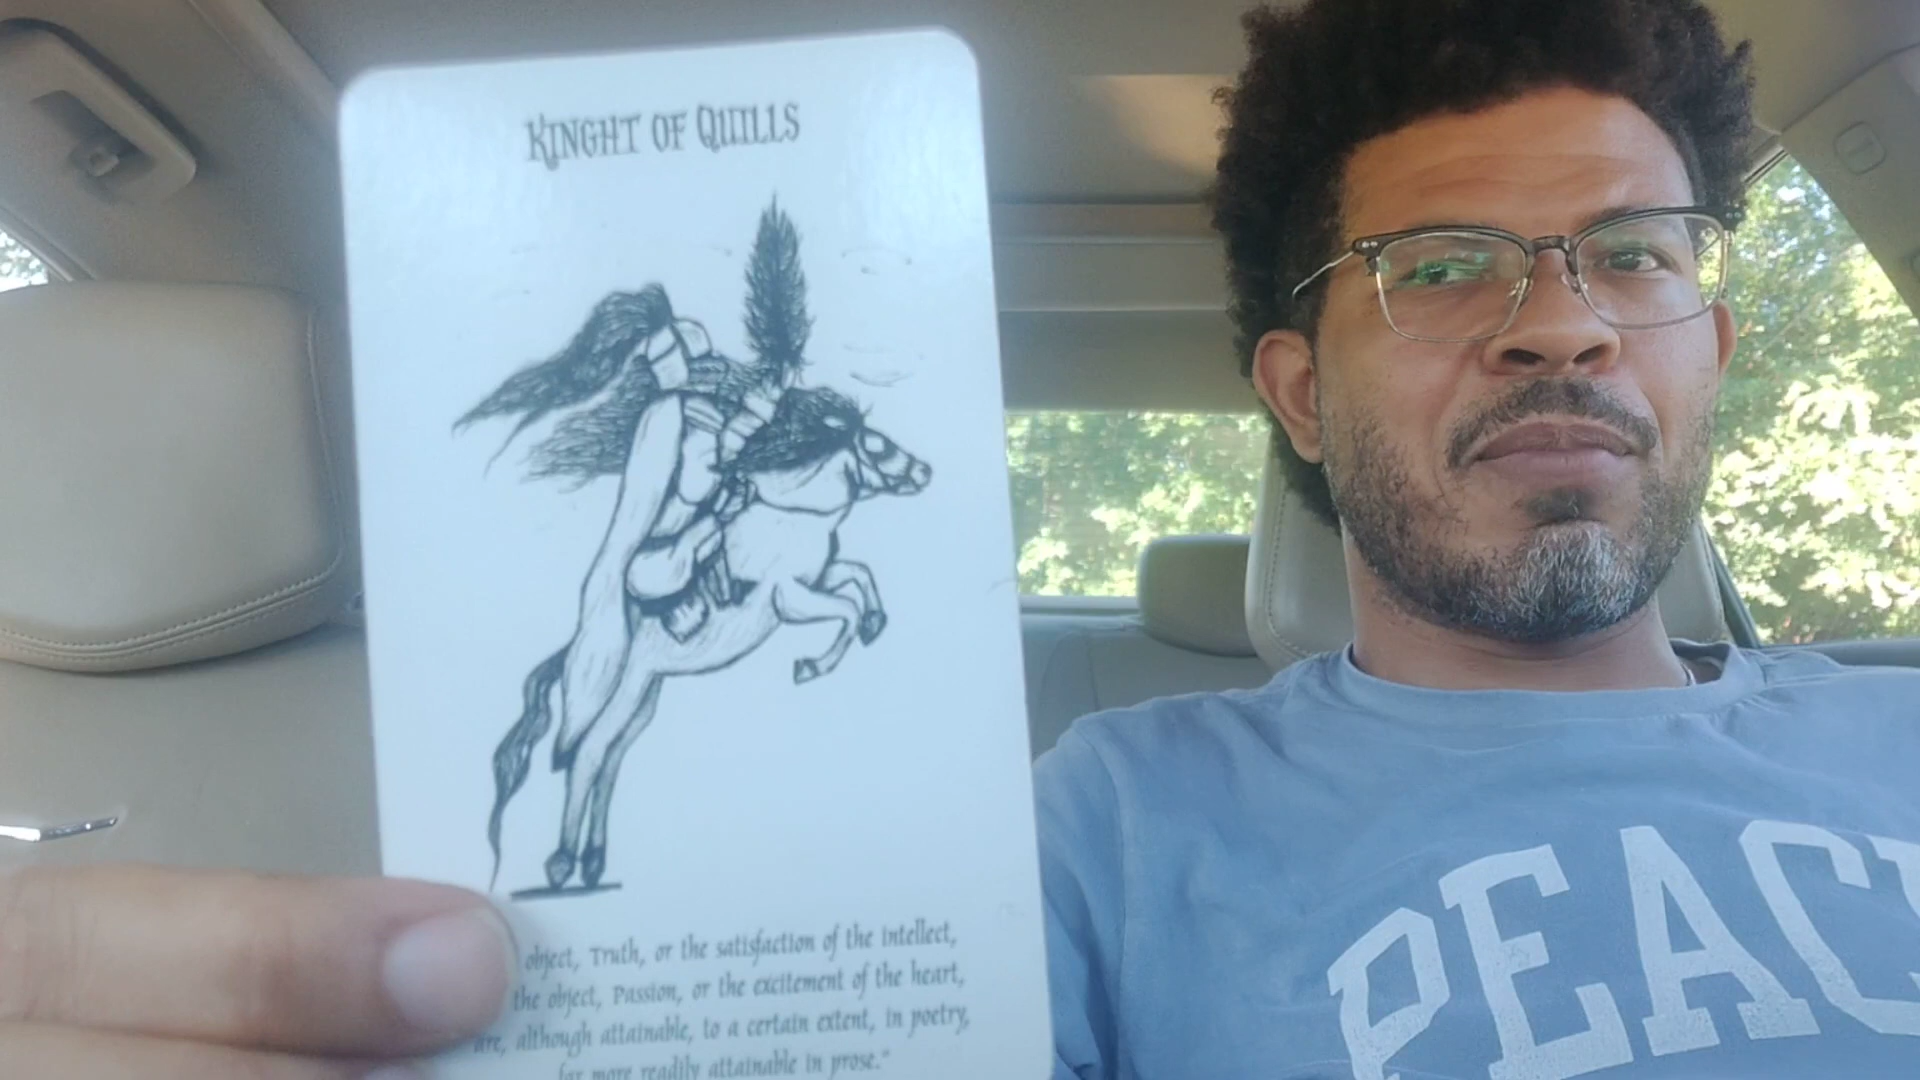 KINGHT OF QUILLS
object, Truth, or the satisfaction of the intellect,
the object, Passion, or the excitement of the heart,
are, although attainable, to a certain extent, in poetry,
far more readily attainable in prose."
PEAC